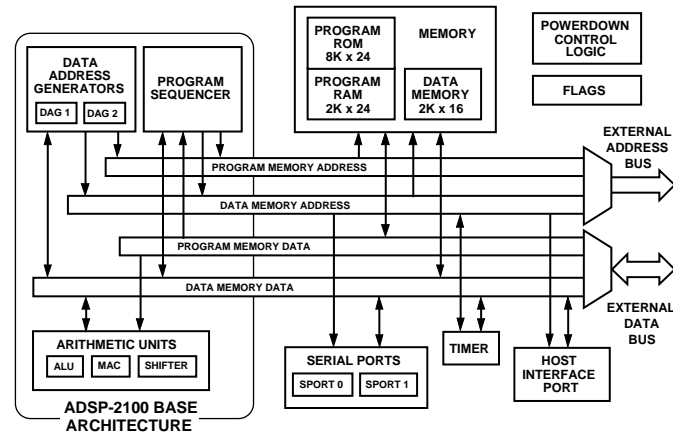 DATA
ADDRESS
GENERATORS
DAG 1
DAG 2
PROGRAM
SEQUENCER
PROGRAM
ROM
8K x 24
MEMORY
PROGRAM
RAM
2K x 24
DATA
MEMORY
2K x 16
POWERDOWN
CONTROL
LOGIC
FLAGS
EXTERNAL
ADDRESS
BUS
PROGRAM MEMORY ADDRESS
DATA MEMORY ADDRESS
PROGRAM MEMORY DATA
DATA MEMORY DATA
EXTERNAL
DATA
BUS
ARITHMETIC UNITS
ALU
MAC
SHIFTER
SERIAL PORTS
SPORT 0
SPORT 1
TIMER
HOST
INTERFACE
PORT
ADSP-2100 BASE
ARCHITECTURE